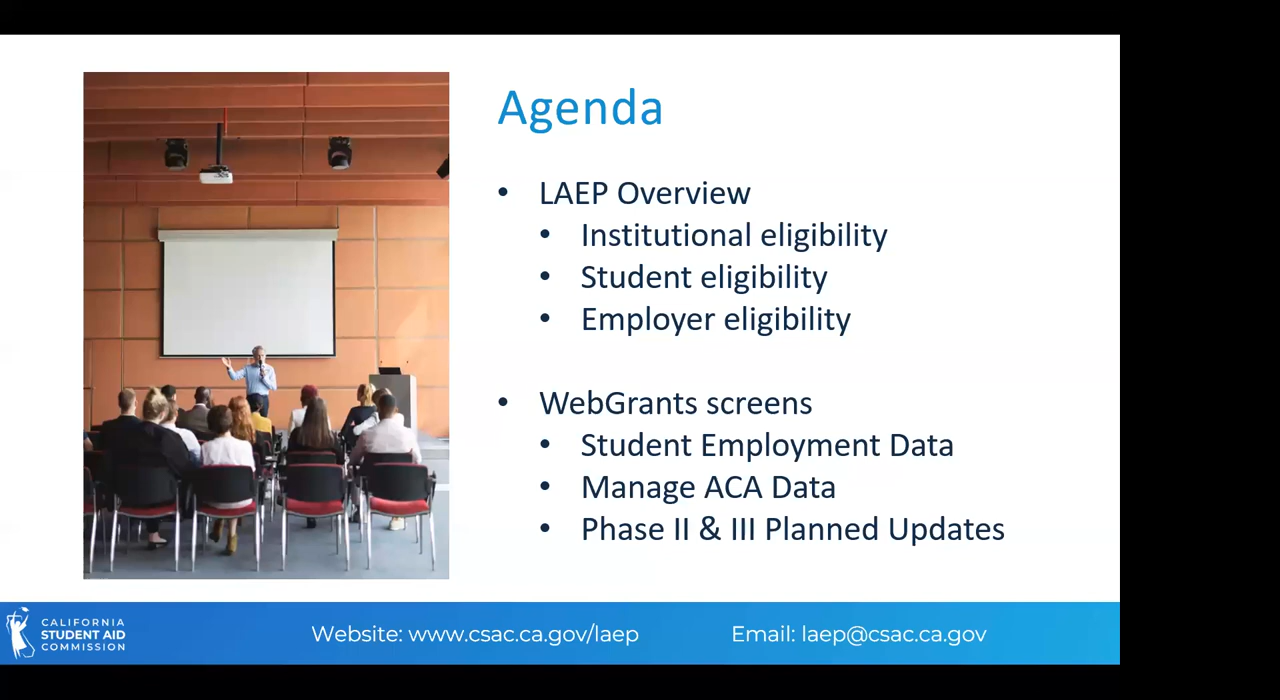 Agenda
• LAEP Overview
• Institutional eligibility
• Student eligibility
• Employer eligibility
• WebGrants screens
• Student Employment Data
• Manage ACA Data
• Phase II & III Planned Updates
CALIFORNIA
STUDENT AID
COMMISSION
Website: www.csac.ca.gov/laep
Email: laep@csac.ca.gov